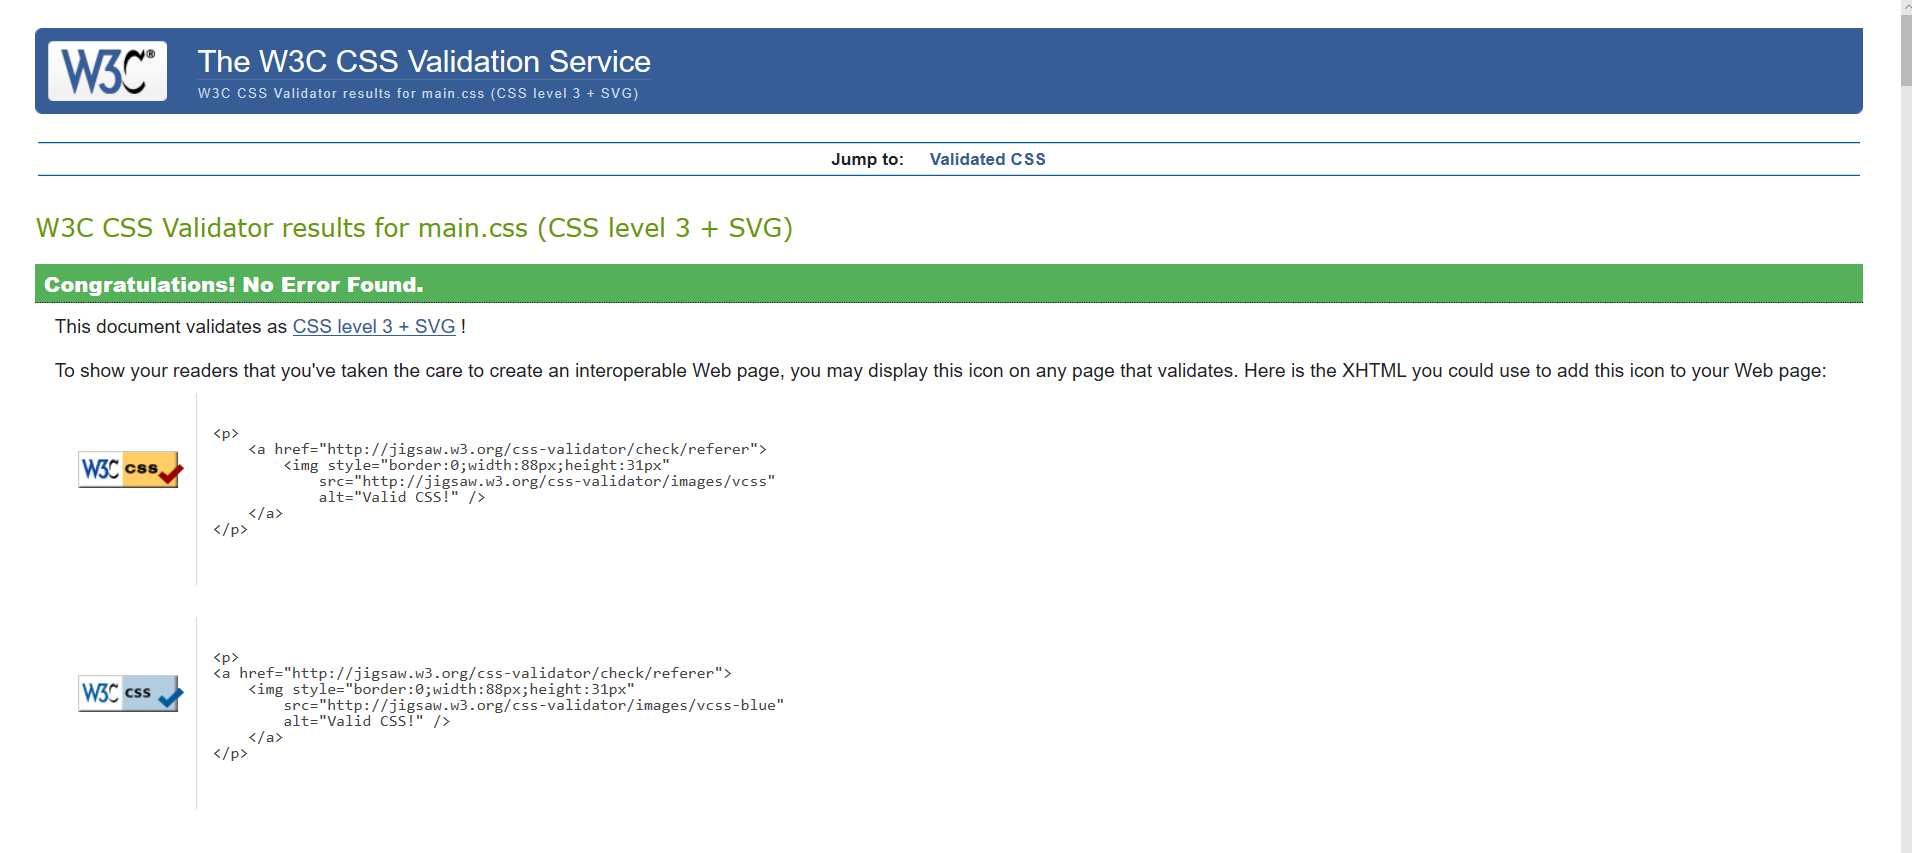 W3C®
The W3C CSS Validation Service
W3C CSS Validator results for main.css (CSS level 3 + SVG)
Jump to: Validated CSS
W3C CSS Validator results for main.css (CSS level 3 + SVG)
Congratulations! No Error Found.
This document validates as CSS level 3 + SVG !
To show your readers that you've taken the care to create an interoperable Web page, you may display this icon on any page that validates. Here is the XHTML you could use to add this icon to your Web page:
W3C css
<p>
    <a href="http://jigsaw.w3.org/css-validator/check/referer">
        <img style="border:0;width:88px;height:31px"
            src="http://jigsaw.w3.org/css-validator/images/vcss"
            alt="Valid CSS!" />
    </a>
</p>
W3C css
<p>
<a href="http://jigsaw.w3.org/css-validator/check/referer">
    <img style="border:0;width:88px;height:31px"
        src="http://jigsaw.w3.org/css-validator/images/vcss-blue"
        alt="Valid CSS!" />
    </a>
</p>